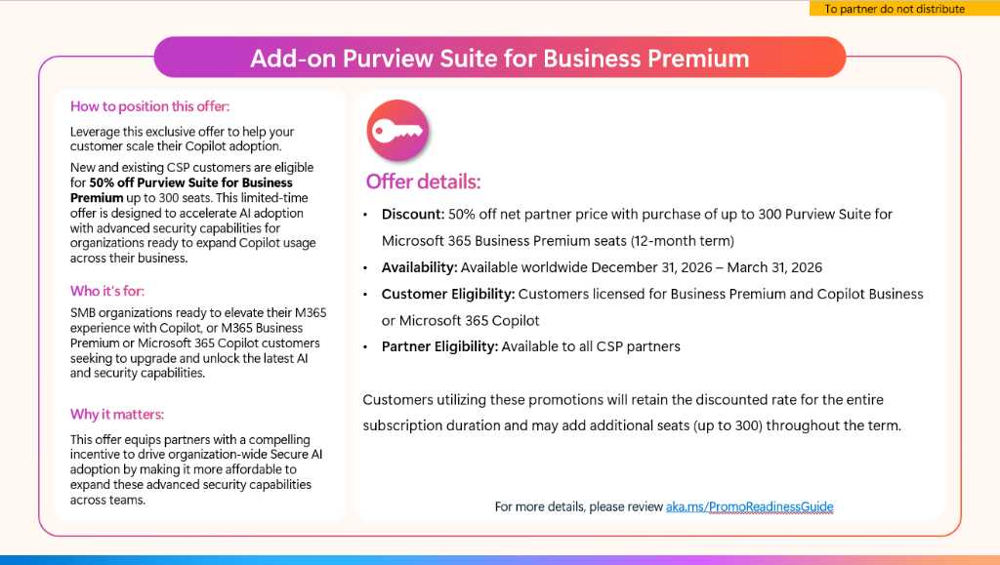 To partner do not distribute
Add-on Purview Suite for Business Premium
How to position this offer:
Leverage this exclusive offer to help your
customer scale their Copilot adoption.
New and existing CSP customers are eligible
for 50% off Purview Suite for Business
Premium up to 300 seats. This limited-time
offer is designed to accelerate AI adoption
with advanced security capabilities for
organizations ready to expand Copilot usage
across their business.
Who it's for:
SMB organizations ready to elevate their M365
experience with Copilot, or M365 Business
Premium or Microsoft 365 Copilot customers
seeking to upgrade and unlock the latest AI
and security capabilities.
Why it matters:
This offer equips partners with a compelling
incentive to drive organization-wide Secure AI
adoption by making it more affordable to
expand these advanced security capabilities
across teams.
Offer details:
• Discount: 50% off net partner price with purchase of up to 300 Purview Suite for
Microsoft 365 Business Premium seats (12-month term)
• Availability: Available worldwide December 31, 2026 – March 31, 2026
• Customer Eligibility: Customers licensed for Business Premium and Copilot Business
or Microsoft 365 Copilot
• Partner Eligibility: Available to all CSP partners
Customers utilizing these promotions will retain the discounted rate for the entire
subscription duration and may add additional seats (up to 300) throughout the term.
For more details, please review aka.ms/PromoReadinessGuide